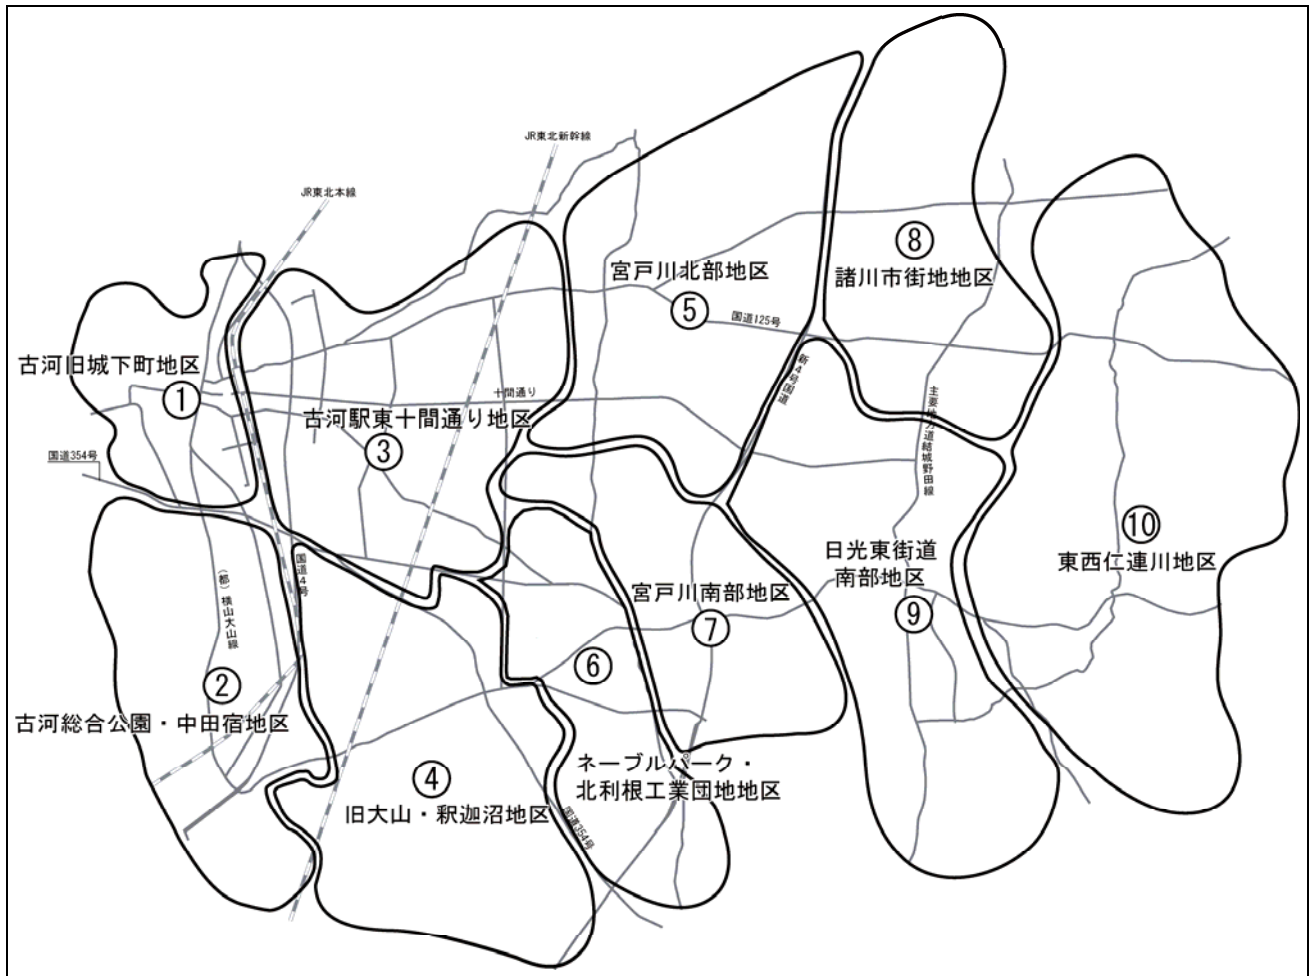 JR東北新幹線
JR東北本線
⑧
諸川市街地地区
宮戸川北部地区
⑤
国道125号
古河旧城下町地区
①
新4号国道
十間通り
古河駅東十間通り地区
③
主要地方道結城野田線
国道354号
⑩
東西仁連川地区
日光東街道
南部地区
⑨
国道4号
(都)横山大山線
宮戸川南部地区
⑦
⑥
②
古河総合公園・中田宿地区
ネーブルパーク・
北利根工業団地地区
④
旧大山・釈迦沼地区
国道354号